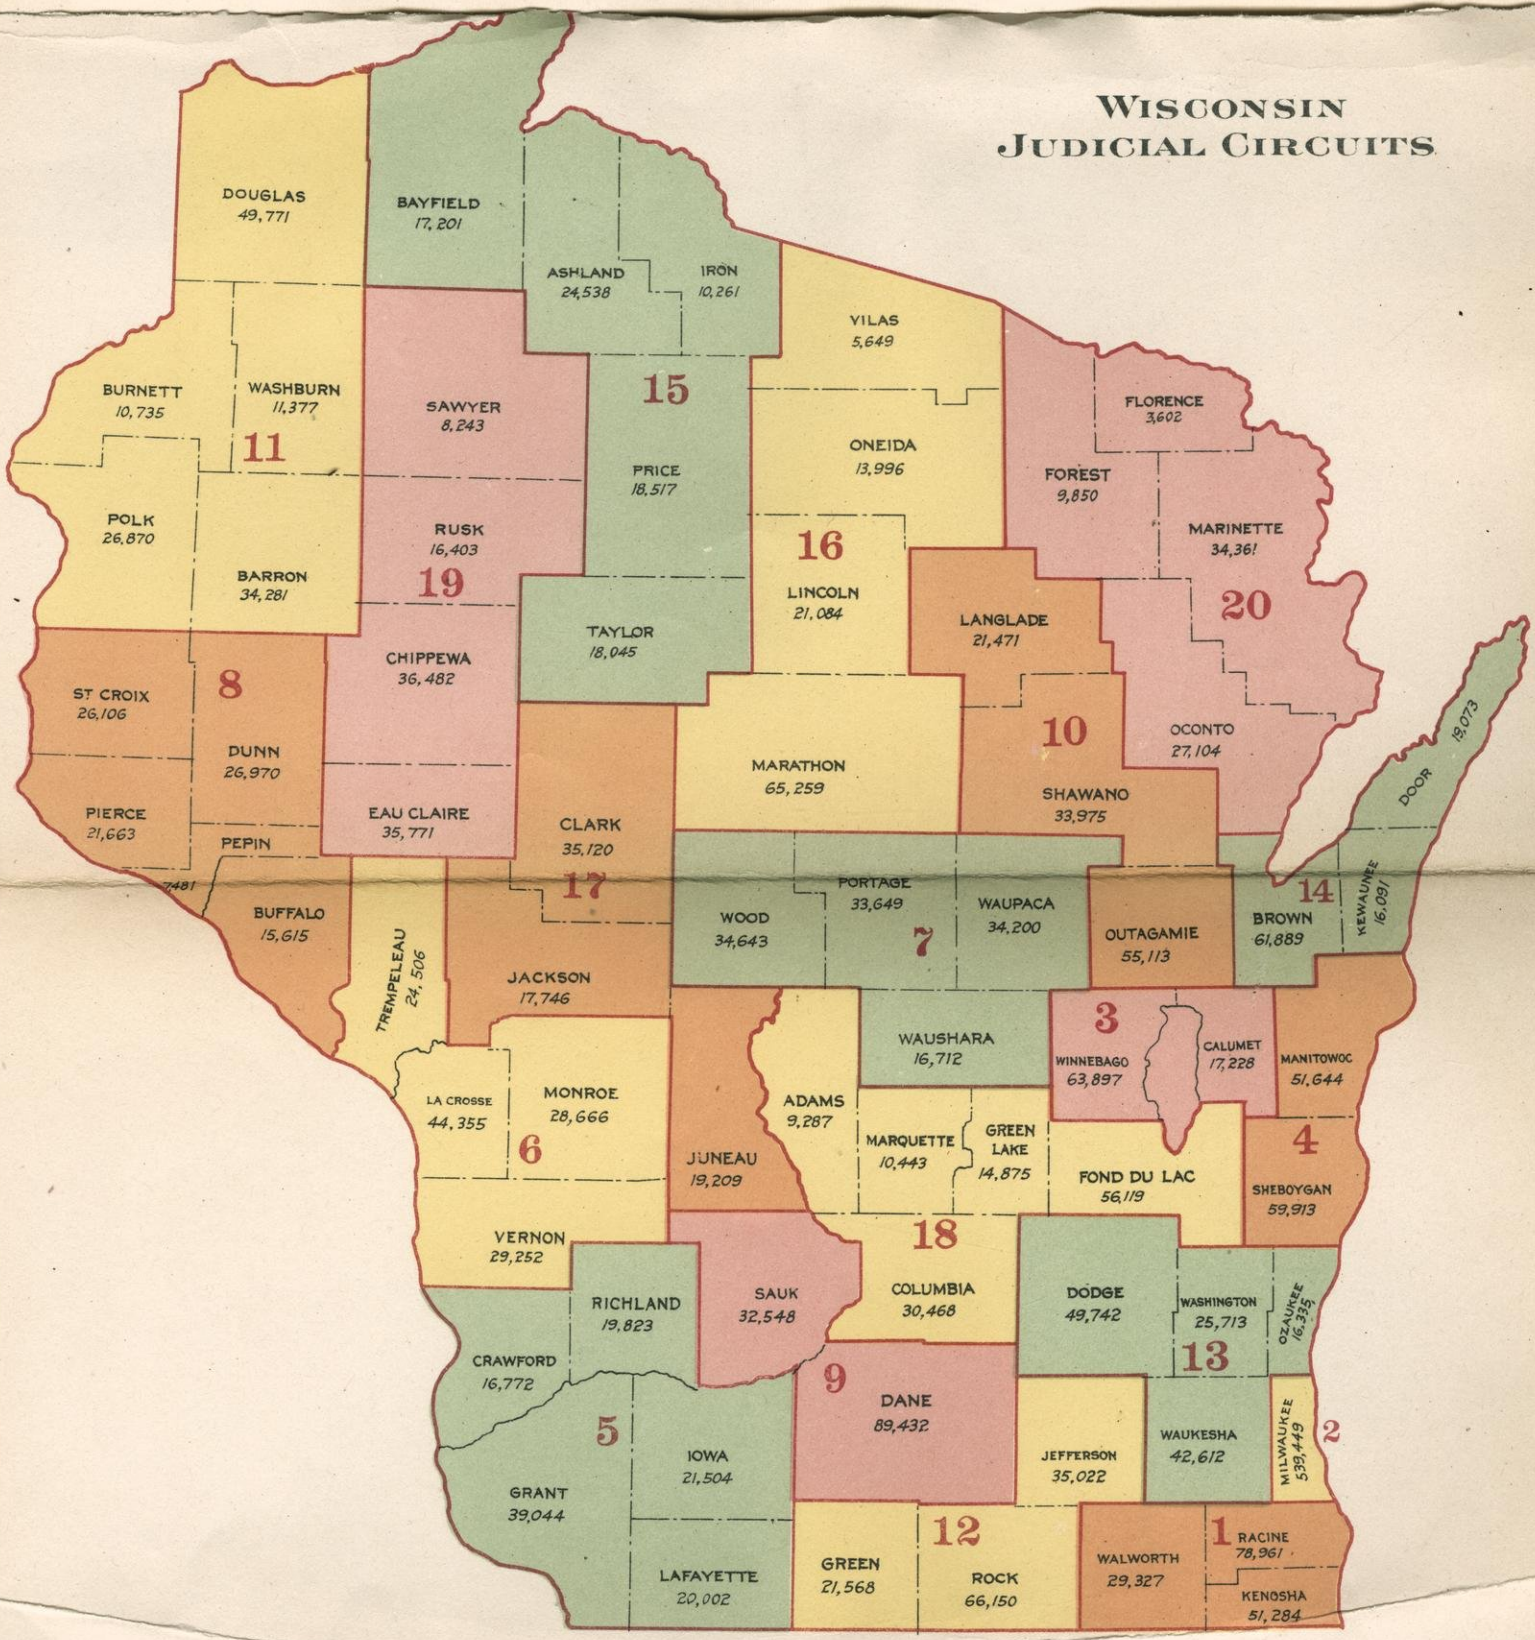 WISCONSIN
JUDICIAL CIRCUITS
DOUGLAS
49,771
BAYFIELD
17,201
ASHLAND
24,538
IRON
10,261
VILAS
5,649
BURNETT
10,735
WASHBURN
11,377
11
SAWYER
8,243
15
PRICE
18,517
ONEIDA
13,996
FLORENCE
3,602
FOREST
9,850
MARINETTE
34,361
20
POLK
26,870
BARRON
34,281
RUSK
16,403
19
16
LINCOLN
21,084
LANGLADE
21,471
TAYLOR
18,045
CHIPPEWA
36,482
ST CROIX
26,106
8
DUNN
26,970
10
OCONTO
27,104
DOOR
19,073
MARATHON
65,259
SHAWANO
33,975
PIERCE
21,663
PEPIN
7481
EAU CLAIRE
35,771
CLARK
35,120
17
BUFFALO
15,615
TREMPELEAU
24,506
JACKSON
17,746
WOOD
34,643
PORTAGE
33,649
7
WAUPACA
34,200
OUTAGAMIE
55,113
14
BROWN
61,889
KEWAUNEE
16,091
LA CROSSE
44,355
MONROE
28,666
6
VERNON
29,252
JUNEAU
19,209
ADAMS
9,287
WAUSHARA
16,712
3
WINNEBAGO
63,897
CALUMET
17,228
MANITOWOC
51,644
4
SHEBOYGAN
59,913
MARQUETTE
10,443
GREEN
LAKE
14,875
FOND DU LAC
56,119
18
COLUMBIA
30,468
DODGE
49,742
WASHINGTON
25,713
13
OZAUKEE
16,335
RICHLAND
19,823
SAUK
32,548
CRAWFORD
16,772
5
GRANT
39,044
IOWA
21,504
LAFAYETTE
20,002
9
DANE
89,432
JEFFERSON
35,022
WAUKESHA
42,612
MILWAUKEE
539,449
2
12
GREEN
21,568
ROCK
66,150
WALWORTH
29,327
1
RACINE
78,961
KENOSHA
51,284